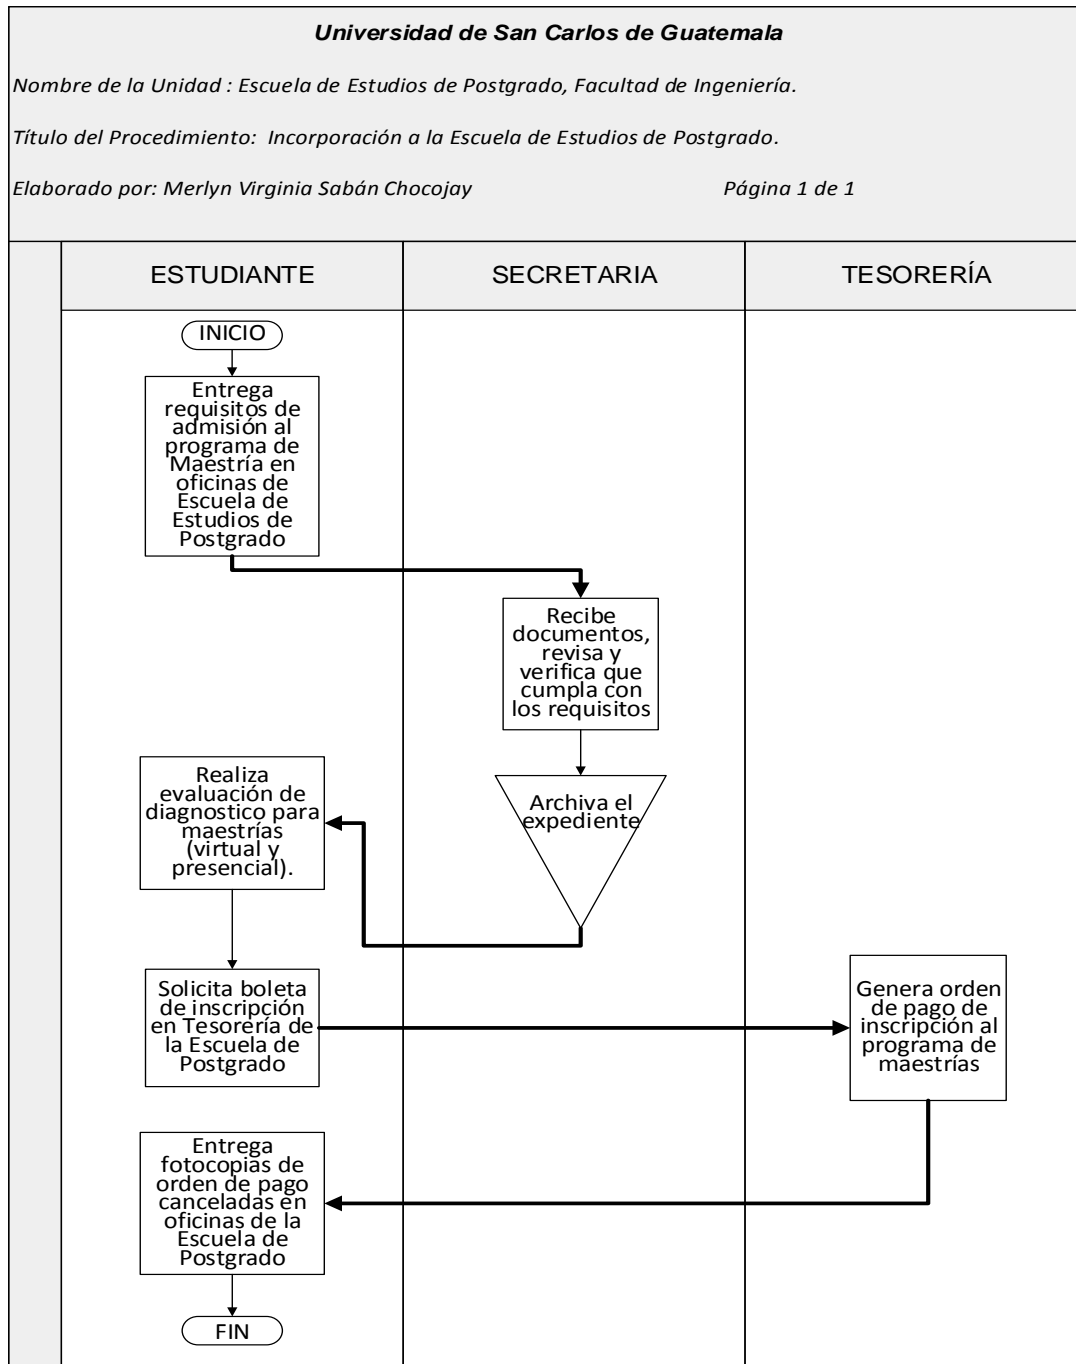 Universidad de San Carlos de Guatemala
Nombre de la Unidad : Escuela de Estudios de Postgrado, Facultad de Ingeniería.
Título del Procedimiento: Incorporación a la Escuela de Estudios de Postgrado.
Elaborado por: Merlyn Virginia Sabán Chocojay Página 1 de 1
ESTUDIANTE SECRETARIA TESORERÍA
INICIO
Entrega
requisitos de
admisión al
programa de
Maestría en
oficinas de
Escuela de
Estudios de
Postgrado
Recibe
documentos,
revisa y
verifica que
cumpla con
los requisitos
Archiva el
expediente
Realiza
evaluación de
diagnostico para
maestrías
(virtual y
presencial).
Solicita boleta
de inscripción
en Tesorería de
la Escuela de
Postgrado
Genera orden
de pago de
inscripción al
programa de
maestrías
Entrega
fotocopias de
orden de pago
canceladas en
oficinas de la
Escuela de
Postgrado
FIN